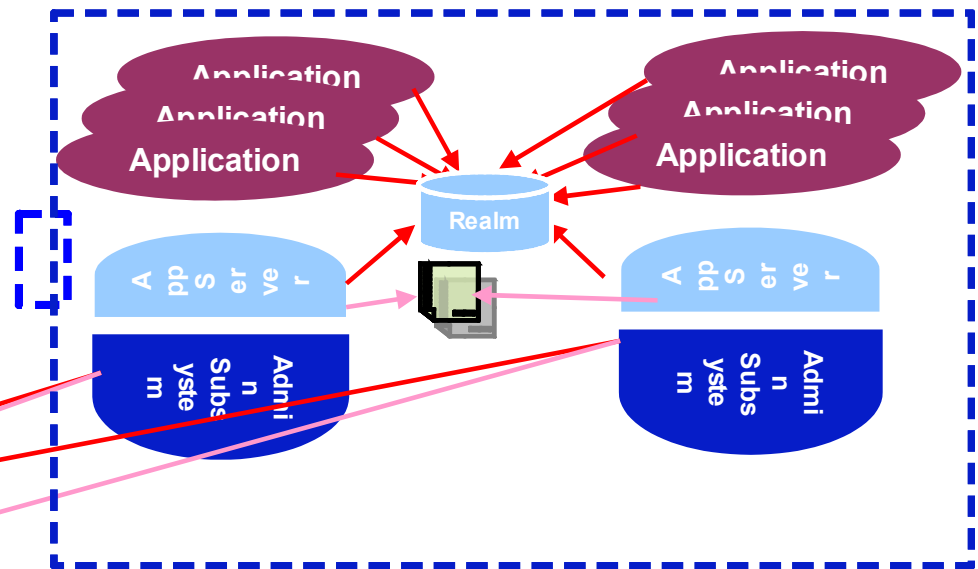 Application
Application
Application
Application
Application
Application
Realm
A
pp
S
er
ve
r
A
pp
S
er
ve
r
Admi
n
Subs
yste
m
Admi
n
Subs
yste
m